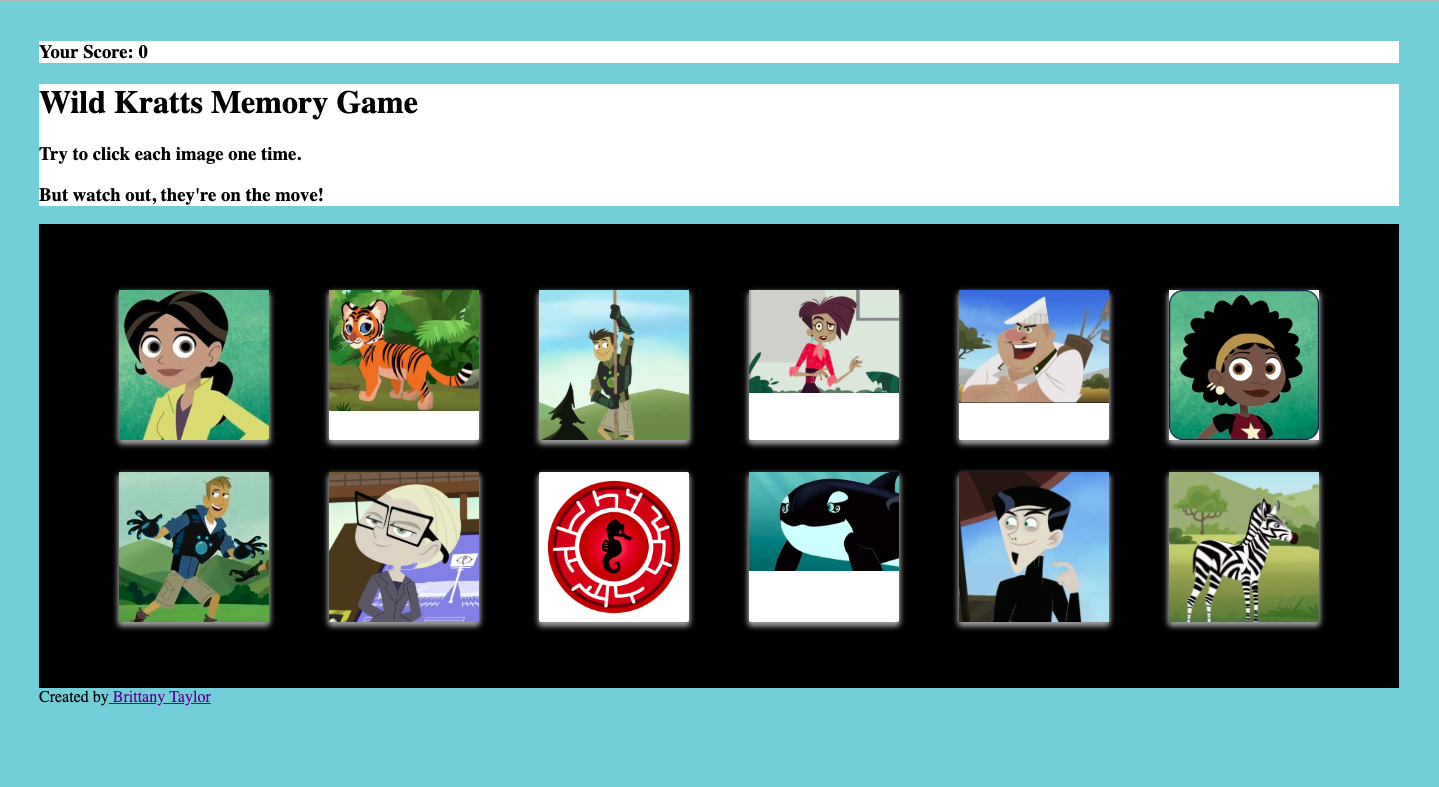 Your Score: 0
Wild Kratts Memory Game
Try to click each image one time.
But watch out, they're on the move!
Created by Brittany Taylor